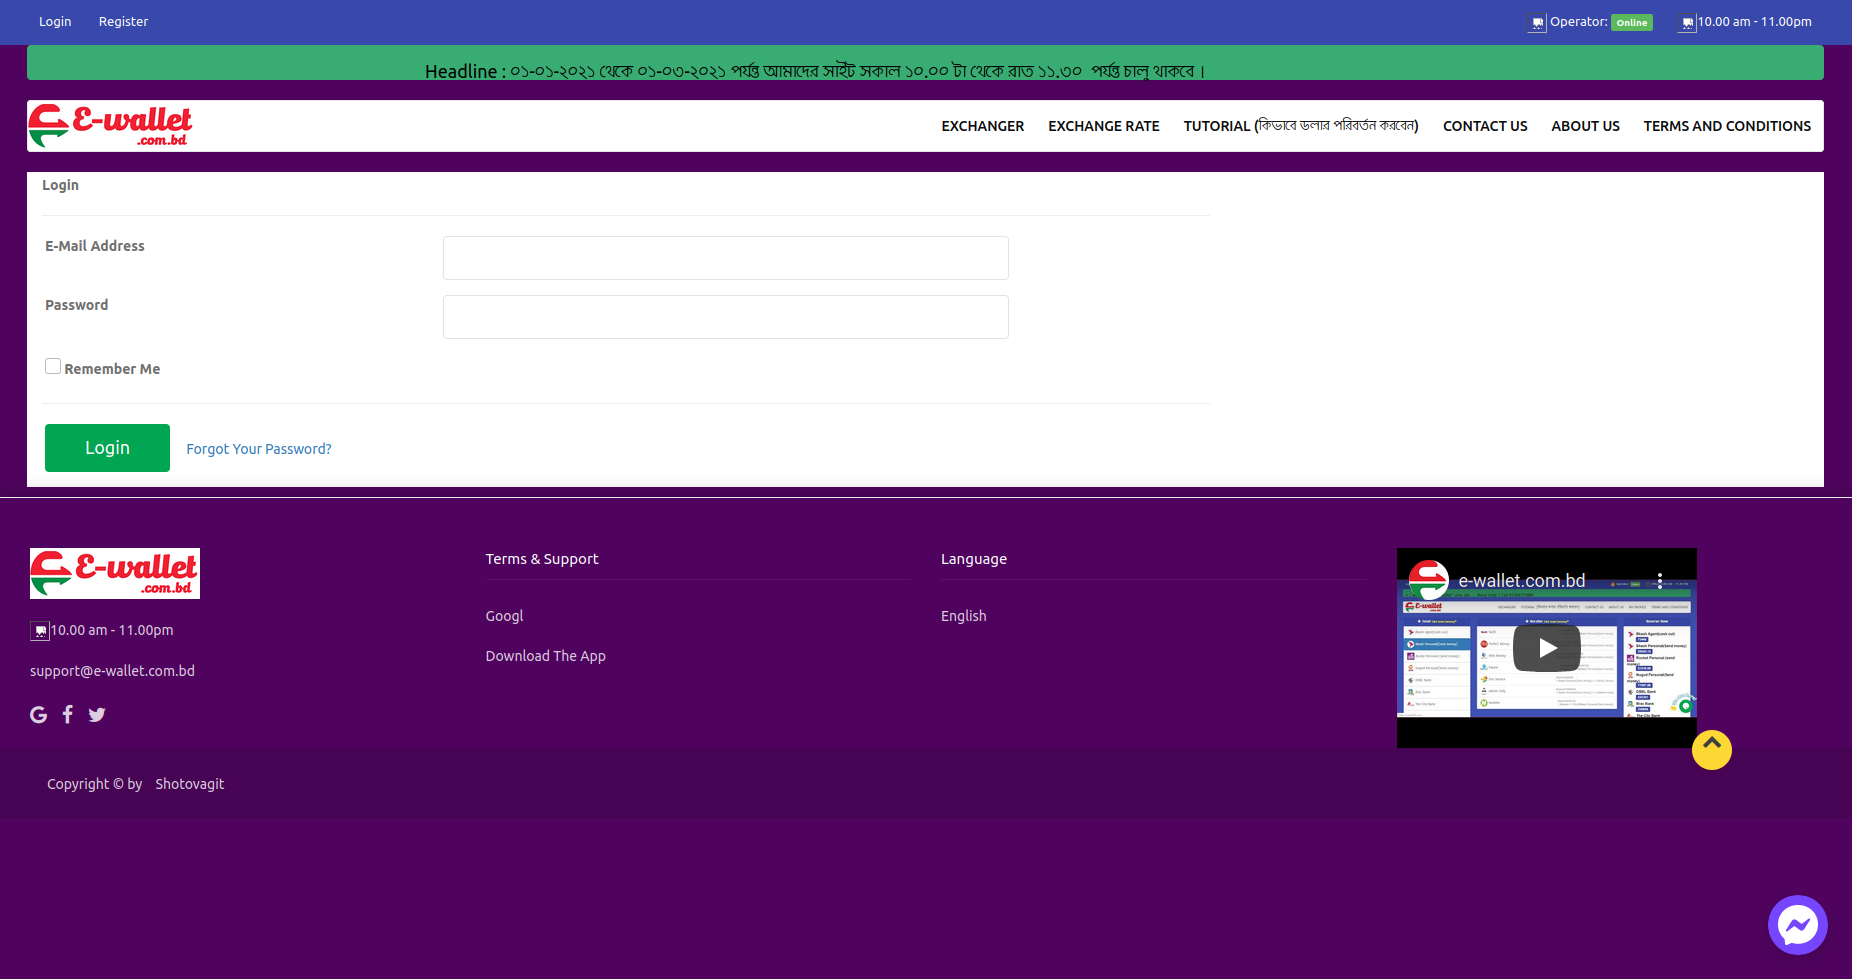 Login Register Operator: Online 10.00 am - 11.00pm
Headline : ০১-০১-২০২১ থেকে ০১-০৩-২০২১ পর্যন্ত আমাদের সাইট সকাল ১০.০০ টা থেকে রাত ১১.৩০ পর্যন্ত চালু থাকবে।
E-wallet
.com.bd
EXCHANGER EXCHANGE RATE TUTORIAL (কিভাবে ডলার পরিবর্তন করবেন) CONTACT US ABOUT US TERMS AND CONDITIONS
Login
E-Mail Address
Password
Remember Me
Login Forgot Your Password?
E-wallet
.com.bd
10.00 am - 11.00pm
support@e-wallet.com.bd
Terms & Support
Googl
Download The App
Language
English
e-wallet.com.bd
Copyright © by Shotovagit